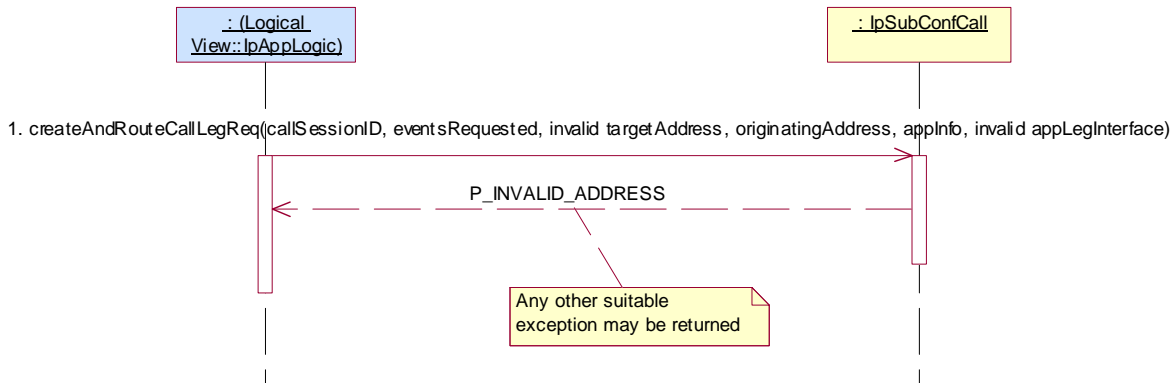 : (Logical
View::IpAppLogic)
: IpSubConfCall
1. createAndRouteCallLegReq(callSessionID, eventsRequested, invalid targetAddress, originatingAddress, appInfo, invalid appLegInterface)
P_INVALID_ADDRESS
Any other suitable
exception may be returned